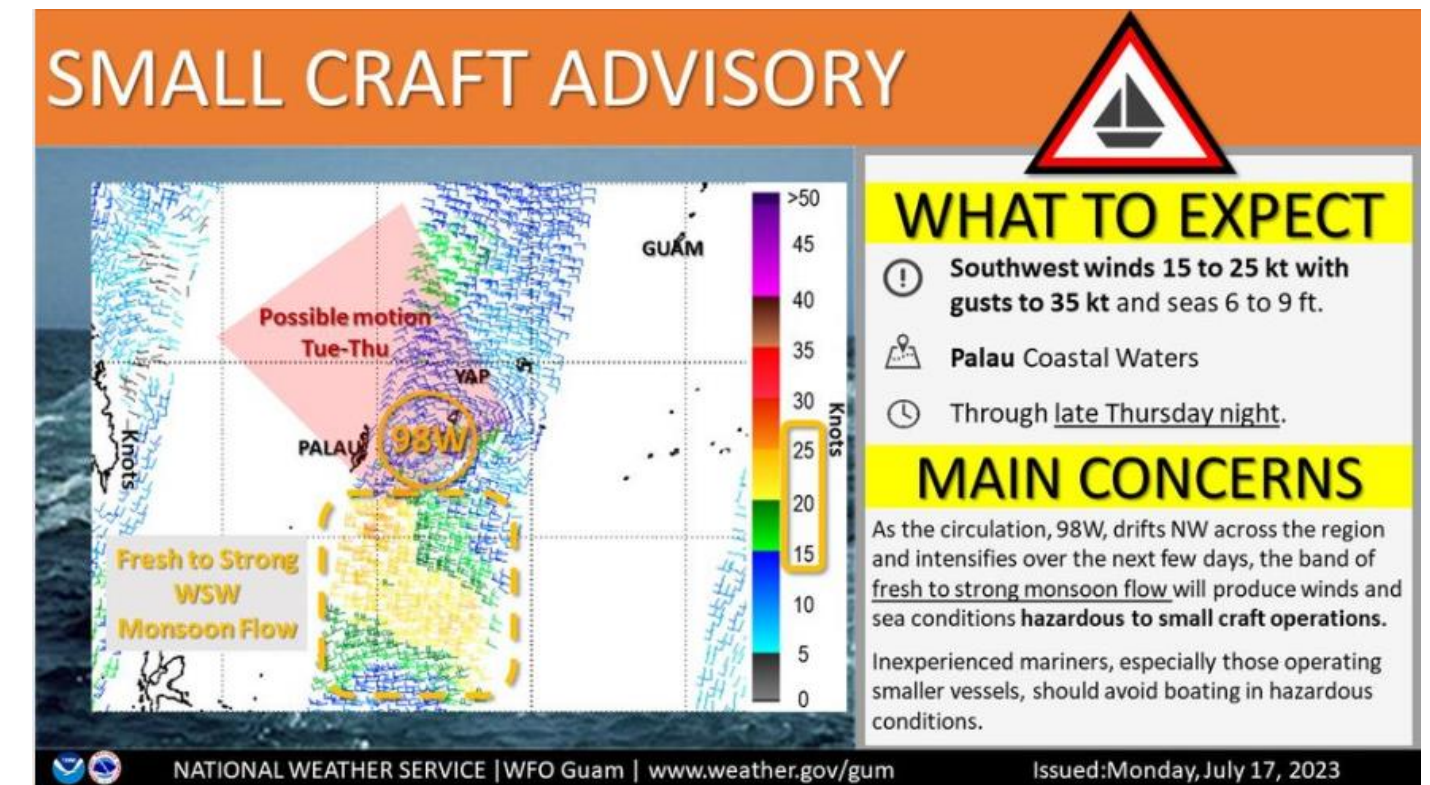 SMALL CRAFT ADVISORY
GUAM
Possible motion
Tue-Thu
YAP
PALAU
98W
Knots
Fresh to Strong
WSW
Monsoon Flow
>50
45
40
35
30
25
20
15
10
5
0
Knots
WHAT TO EXPECT
Southwest winds 15 to 25 kt with
gusts to 35 kt and seas 6 to 9 ft.
Palau Coastal Waters
Through late Thursday night.
MAIN CONCERNS
As the circulation, 98W, drifts NW across the region
and intensifies over the next few days, the band of
fresh to strong monsoon flow will produce winds and
sea conditions hazardous to small craft operations.
Inexperienced mariners, especially those operating
smaller vessels, should avoid boating in hazardous
conditions.
NATIONAL WEATHER SERVICE |WFO Guam | www.weather.gov/gum
Issued:Monday,July 17, 2023